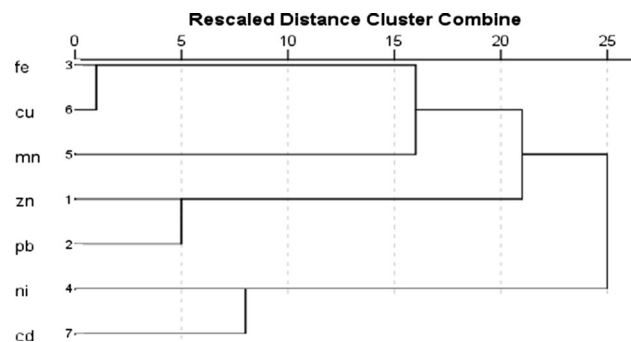 Rescaled Distance Cluster Combine
0 5 10 15 20 25
fe 3
cu 6
mn 5
zn 1
pb 2
ni 4
cd 7